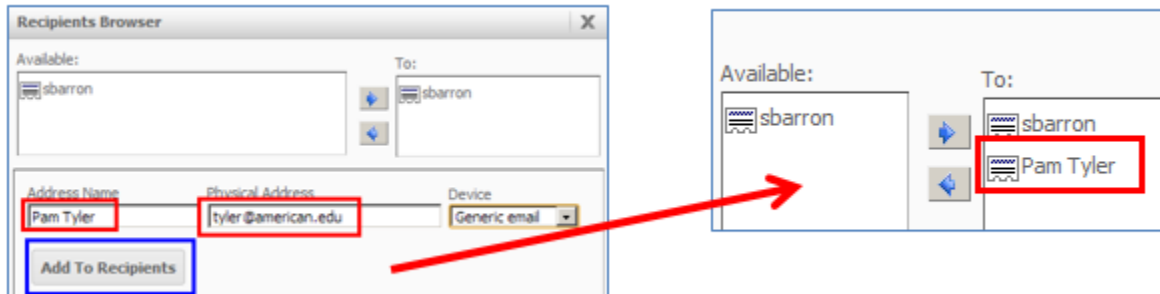 Recipients Browser X
Available: To:
sbarron sbarron
Address Name Physical Address Device
Pam Tyler tyler@american.edu Generic email
Add To Recipients
Available: To:
sbarron sbarron
Pam Tyler